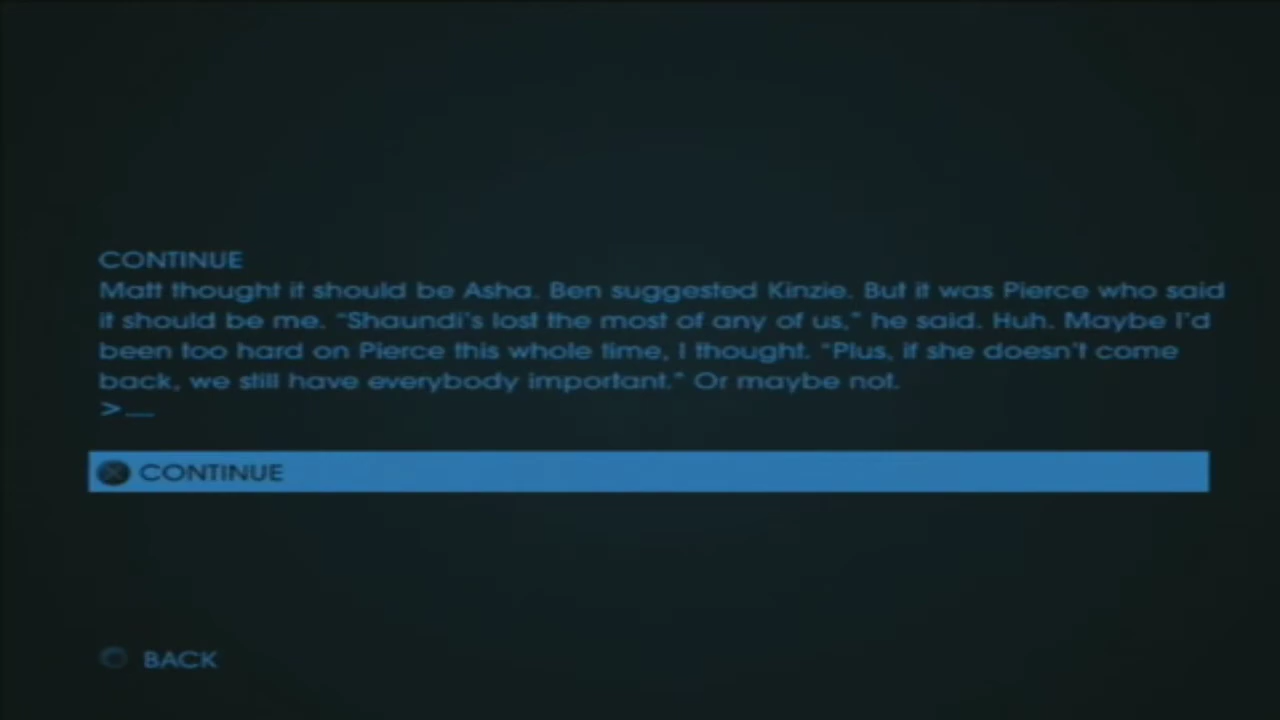 CONTINUE
Matt thought it should be Asha. Ben suggested Kinzie. But it was Pierce who said
it should be me. "Shaundi's lost the most of any of us," he said. Huh. Maybe I'd
been too hard on Pierce this whole time, I thought. "Plus, if she doesn't come
back, we still have everybody important." Or maybe not.
>__
CONTINUE
BACK